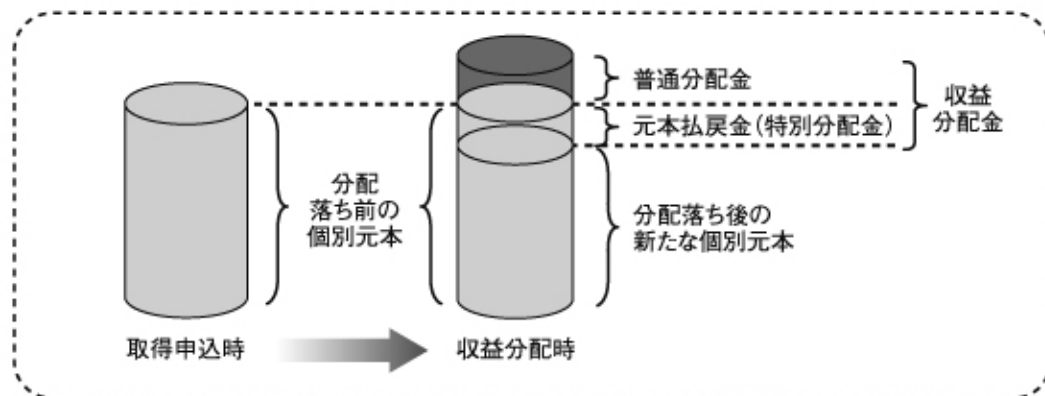 普通分配金
元本払戻金(特別分配金)
収益
分配金
分配
落ち前の
個別元本
分配落ち後の
新たな個別元本
取得申込時
収益分配時